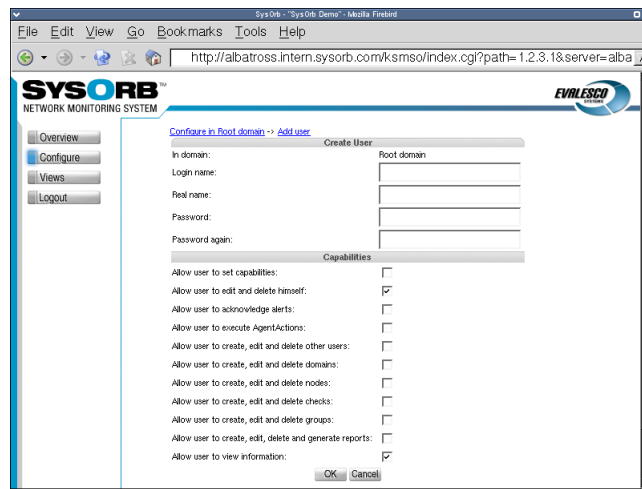 SysOrb - "SysOrb Demo" - Mozilla Firebird
File Edit View Go Bookmarks Tools Help
http://albatross.intern.sysorb.com/ksmso/index.cgi?path=1.2.3.1&server=alba
SYSORB™
NETWORK MONITORING SYSTEM
EVALESCO
SYSTEMS
Overview
Configure
Views
Logout
Configure in Root domain -> Add user
Create User
In domain: Root domain
Login name:
Real name:
Password:
Password again:
Capabilities
Allow user to set capabilities:
Allow user to edit and delete himself:
Allow user to acknowledge alerts:
Allow user to execute AgentActions:
Allow user to create, edit and delete other users:
Allow user to create, edit and delete domains:
Allow user to create, edit and delete nodes:
Allow user to create, edit and delete checks:
Allow user to create, edit and delete groups:
Allow user to create, edit, delete and generate reports:
Allow user to view information:
OK Cancel